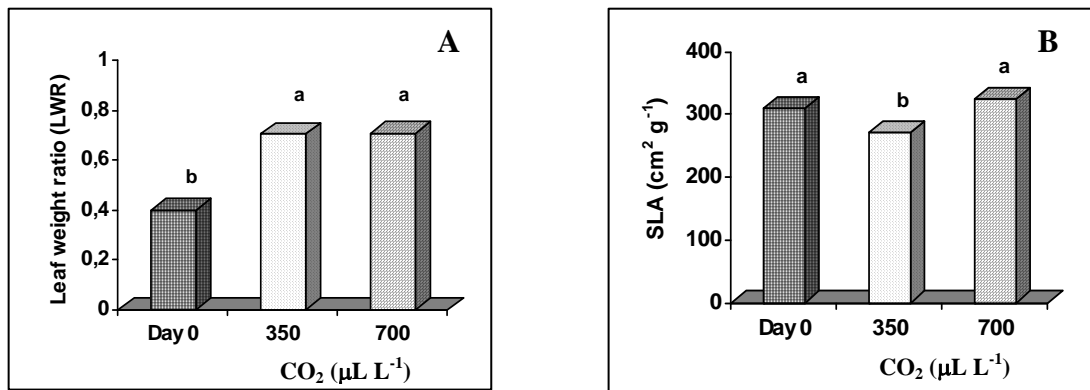 A
Leaf weight ratio (LWR)
1
0,8
0,6
0,4
0,2
0
b
a
a
Day 0 350 700
CO₂ (μL L⁻¹)
B
SLA (cm² g⁻¹)
400
300
200
100
0
a
b
a
Day 0 350 700
CO₂ (μL L⁻¹)